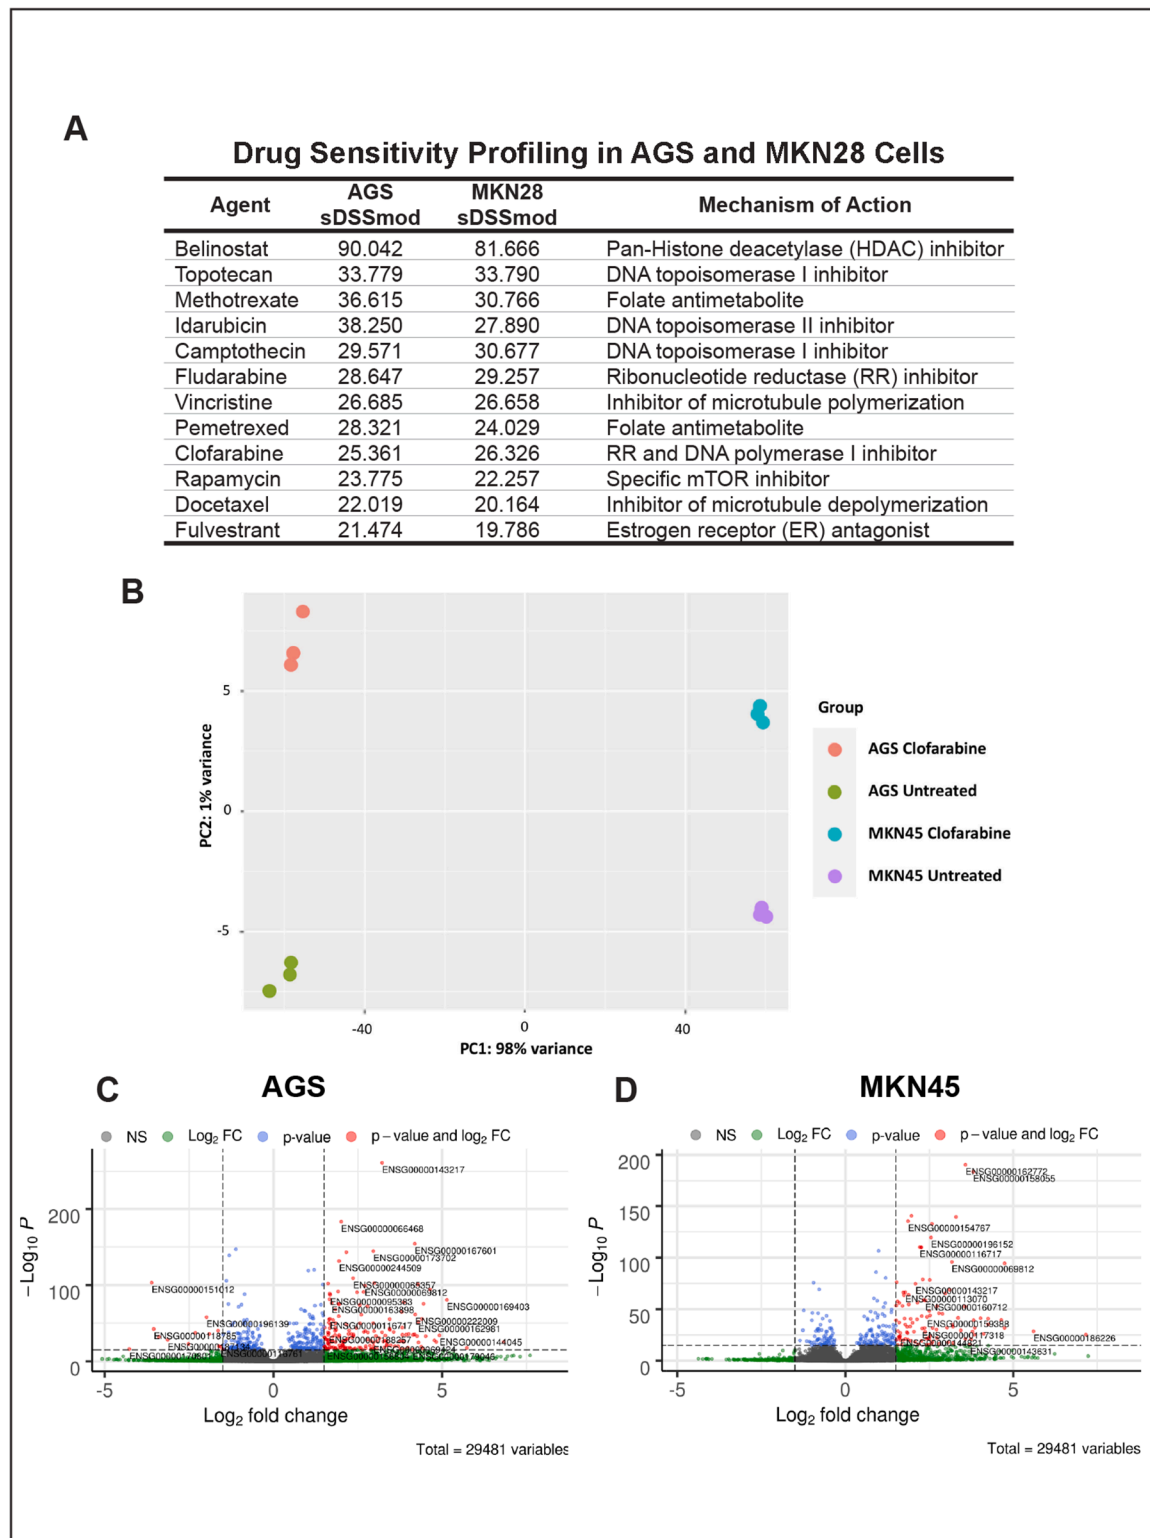 A
Drug Sensitivity Profiling in AGS and MKN28 Cells
Agent AGS sDSSmod MKN28 sDSSmod Mechanism of Action
Belinostat 90.042 81.666 Pan-Histone deacetylase (HDAC) inhibitor
Topotecan 33.779 33.790 DNA topoisomerase I inhibitor
Methotrexate 36.615 30.766 Folate antimetabolite
Idarubicin 38.250 27.890 DNA topoisomerase II inhibitor
Camptothecin 29.571 30.677 DNA topoisomerase I inhibitor
Fludarabine 28.647 29.257 Ribonucleotide reductase (RR) inhibitor
Vincristine 26.685 26.658 Inhibitor of microtubule polymerization
Pemetrexed 28.321 24.029 Folate antimetabolite
Clofarabine 25.361 26.326 RR and DNA polymerase I inhibitor
Rapamycin 23.775 22.257 Specific mTOR inhibitor
Docetaxel 22.019 20.164 Inhibitor of microtubule depolymerization
Fulvestrant 21.474 19.786 Estrogen receptor (ER) antagonist
B
5
0
-5
PC2: 1% variance
-40 0 40
PC1: 98% variance
Group
AGS Clofarabine
AGS Untreated
MKN45 Clofarabine
MKN45 Untreated
C AGS
NS Log2 FC p-value p – value and log2 FC
–Log10 P
200
100
0
ENSG00000143217
ENSG00000066468
ENSG00000167601
ENSG00000173702
ENSG00000244509
ENSG00000151012
ENSG00000069812
ENSG00000169403
ENSG00000163898
ENSG00000196139
ENSG00000222009
ENSG00000116717
ENSG00000162981
ENSG00000144045
-5 0 5
Log2 fold change
Total = 29481 variables
D MKN45
NS Log2 FC p-value p – value and log2 FC
–Log10 P
200
150
100
50
0
ENSG00000162772
ENSG00000158055
ENSG00000154767
ENSG00000196152
ENSG00000116717
ENSG00000069812
ENSG00000143217
ENSG00000113070
ENSG00000160712
ENSG00000159388
ENSG00000117318
ENSG00000186226
ENSG00000143631
-5 0 5
Log2 fold change
Total = 29481 variables